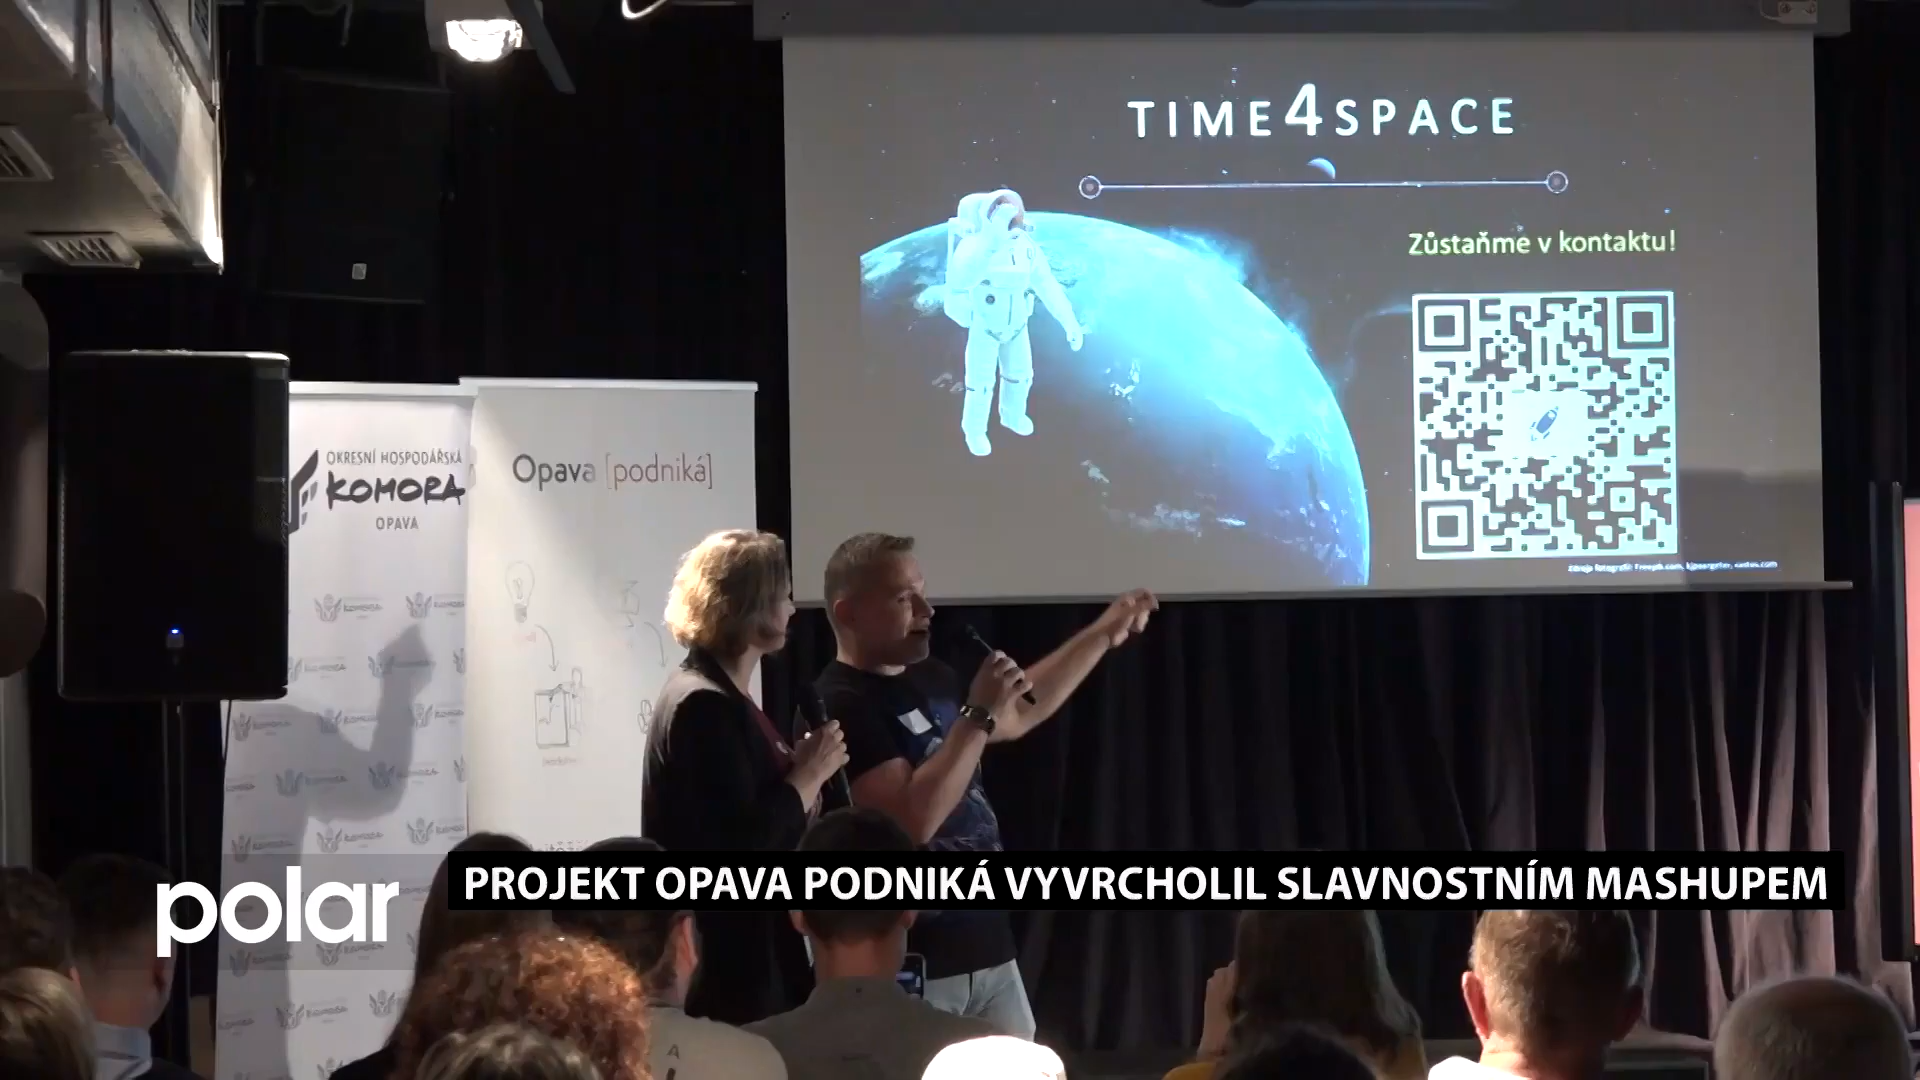 TIME4SPACE
Zůstaňme v kontaktu!
OKRESNÍ HOSPODÁŘSKÁ
KOMORA
OPAVA
Opava [podniká]
polar
PROJEKT OPAVA PODNIKÁ VYVRCHOLIL SLAVNOSTNÍM MASHUPEM